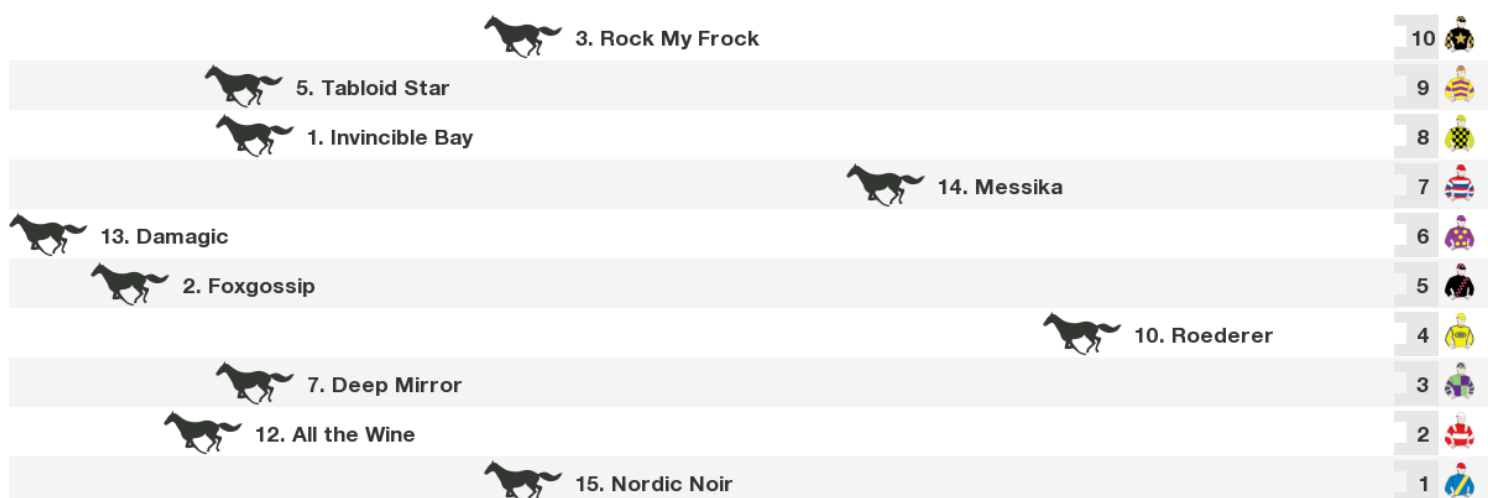 3. Rock My Frock 10
5. Tabloid Star 9
1. Invincible Bay 8
14. Messika 7
13. Damagic 6
2. Foxgossip 5
10. Roederer 4
7. Deep Mirror 3
12. All the Wine 2
15. Nordic Noir 1